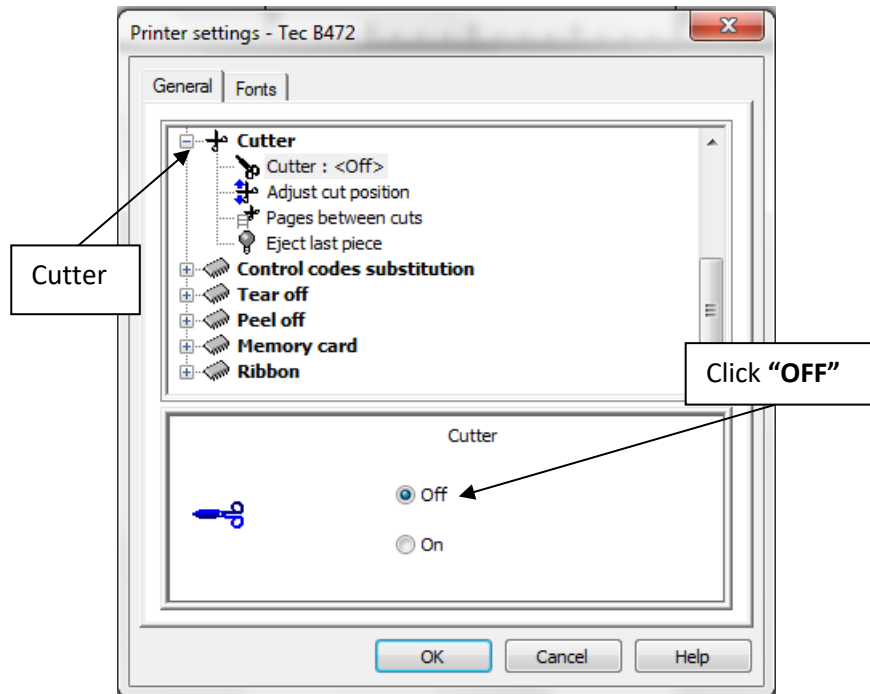 Printer settings - Tec B472
General
Fonts
Cutter
Cutter : <Off>
Adjust cut position
Pages between cuts
Eject last piece
Control codes substitution
Tear off
Peel off
Memory card
Ribbon
Cutter
Click “OFF”
Cutter
Off
On
OK
Cancel
Help